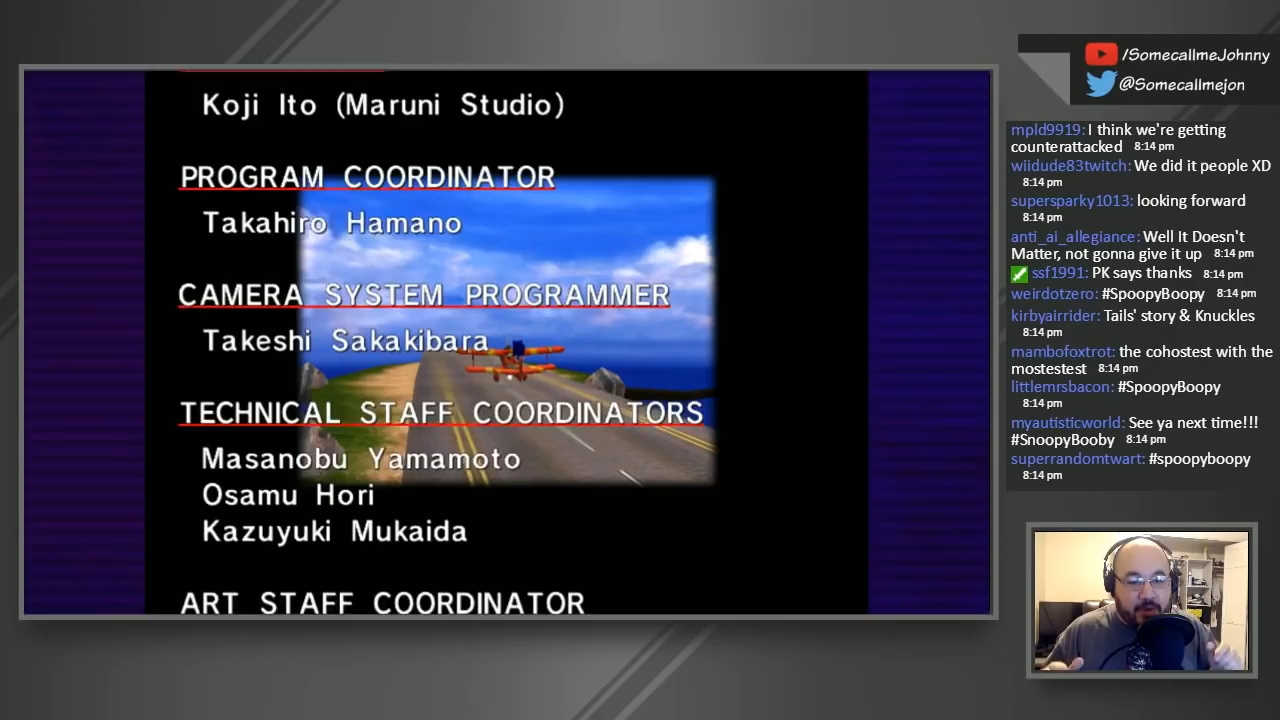 Koji Ito (Maruni Studio)
PROGRAM COORDINATOR
Takahiro Hamano
CAMERA SYSTEM PROGRAMMER
Takeshi Sakakibara
TECHNICAL STAFF COORDINATORS
Masanobu Yamamoto
Osamu Hori
Kazuyuki Mukaida
ART STAFF COORDINATOR
/SomecallmeJohnny
@Somecallmejon
mpld9919: I think we're getting
counterattacked 8:14 pm
wiidude83twitch: We did it people XD
8:14 pm
supersparky1013: looking forward
8:14 pm
anti_ai_allegiance: Well It Doesn't
Matter, not gonna give it up 8:14 pm
ssf1991: PK says thanks 8:14 pm
weirdotzero: #SpoopyBoopy 8:14 pm
kirbyairrider: Tails' story & Knuckles
8:14 pm
mambofoxtrot: the cohostest with the
mostestest 8:14 pm
littlemrsbacon: #SpoopyBoopy
8:14 pm
myautisticworld: See ya next time!!!
#SnoopyBooby 8:14 pm
superrandomtwart: #spoopyboopy
8:14 pm